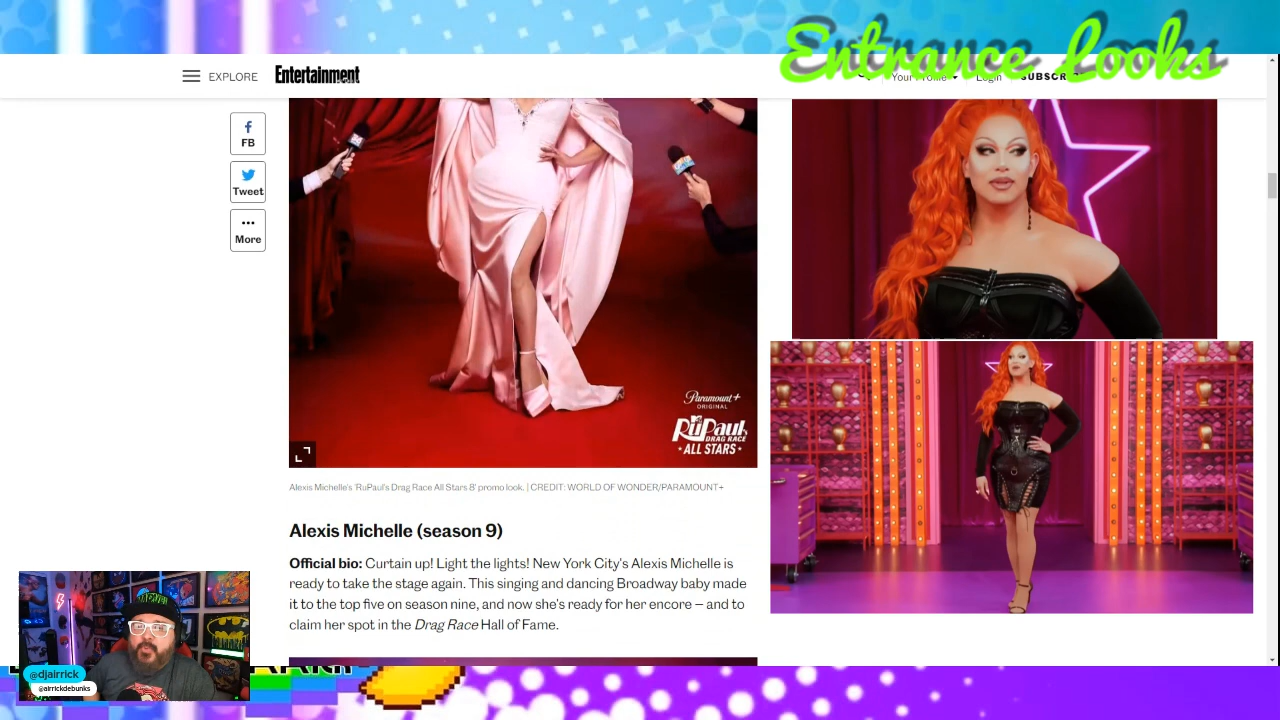 Entrance Looks
EXPLORE
Entertainment
Your Profile
Login
SUBSCRI
FB
Tweet
More
Paramount+
ORIGINAL
RuPaul's
DRAG RACE
ALL STARS
Alexis Michelle's 'RuPaul's Drag Race All Stars 8' promo look. | CREDIT: WORLD OF WONDER/PARAMOUNT+
Alexis Michelle (season 9)
Official bio: Curtain up! Light the lights! New York City's Alexis Michelle is
ready to take the stage again. This singing and dancing Broadway baby made
it to the top five on season nine, and now she's ready for her encore — and to
claim her spot in the Drag Race Hall of Fame.
@djairrick
@airrickdebunks